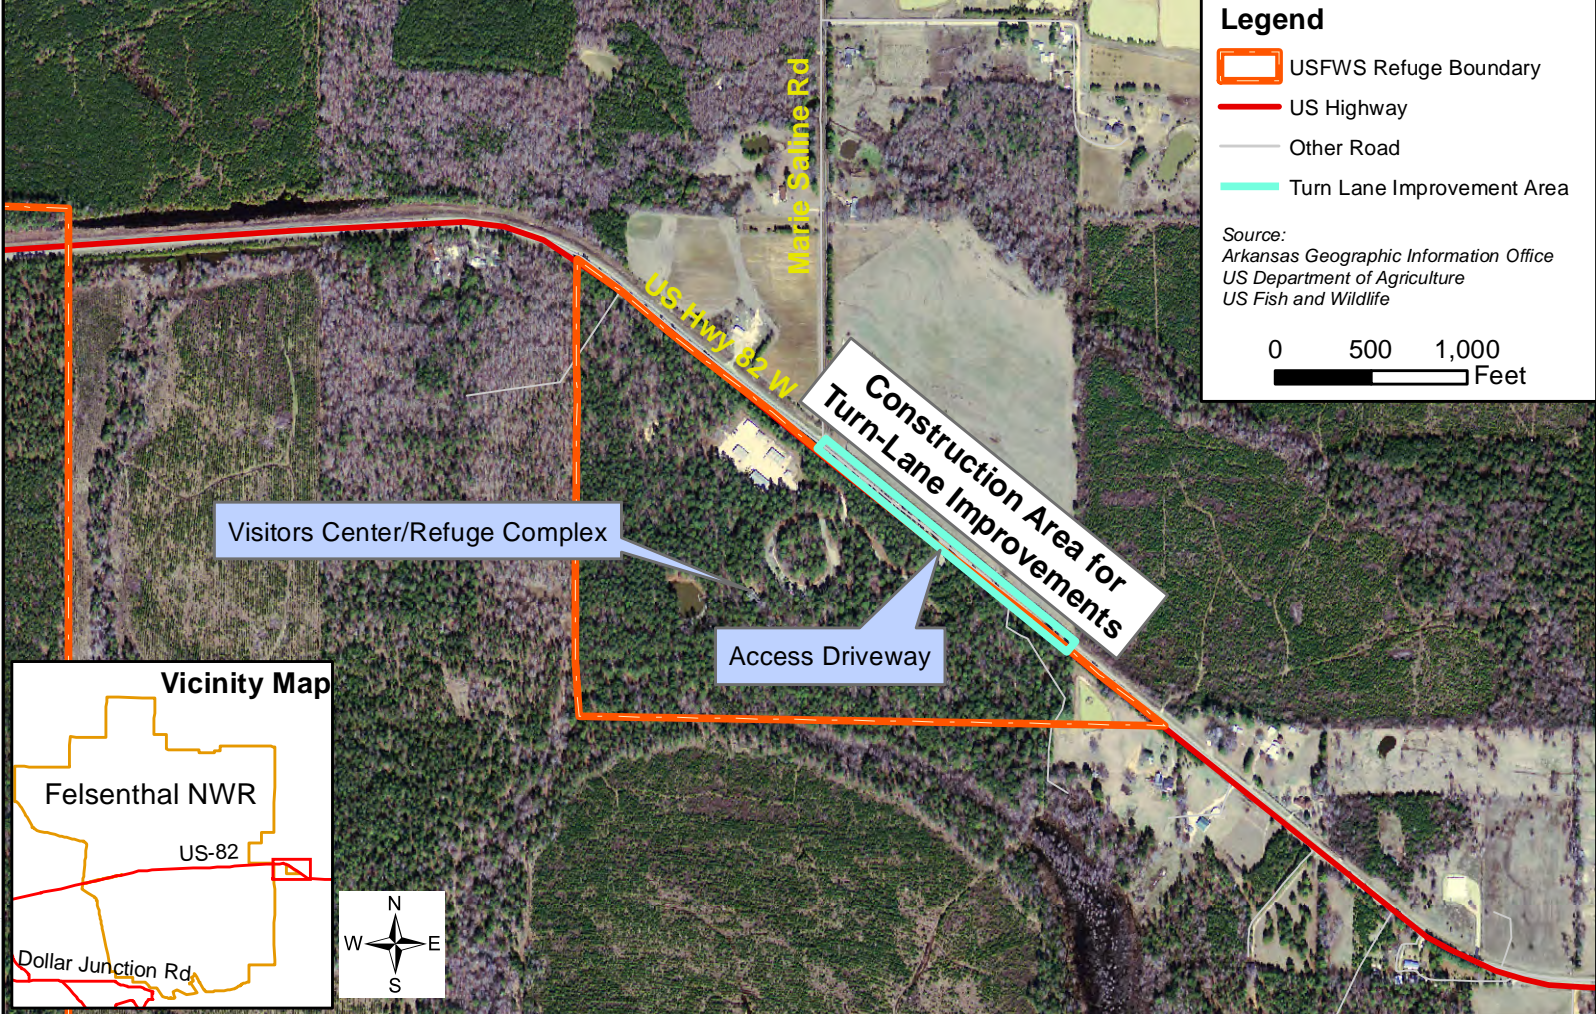 Marie Saline Rd
US Hwy 82 W
Construction Area for
Turn-Lane Improvements
Visitors Center/Refuge Complex
Access Driveway
Legend
USFWS Refuge Boundary
US Highway
Other Road
Turn Lane Improvement Area
Source:
Arkansas Geographic Information Office
US Department of Agriculture
US Fish and Wildlife
0 500 1,000
Feet
Vicinity Map
Felsenthal NWR
US-82
Dollar Junction Rd
N
W E
S